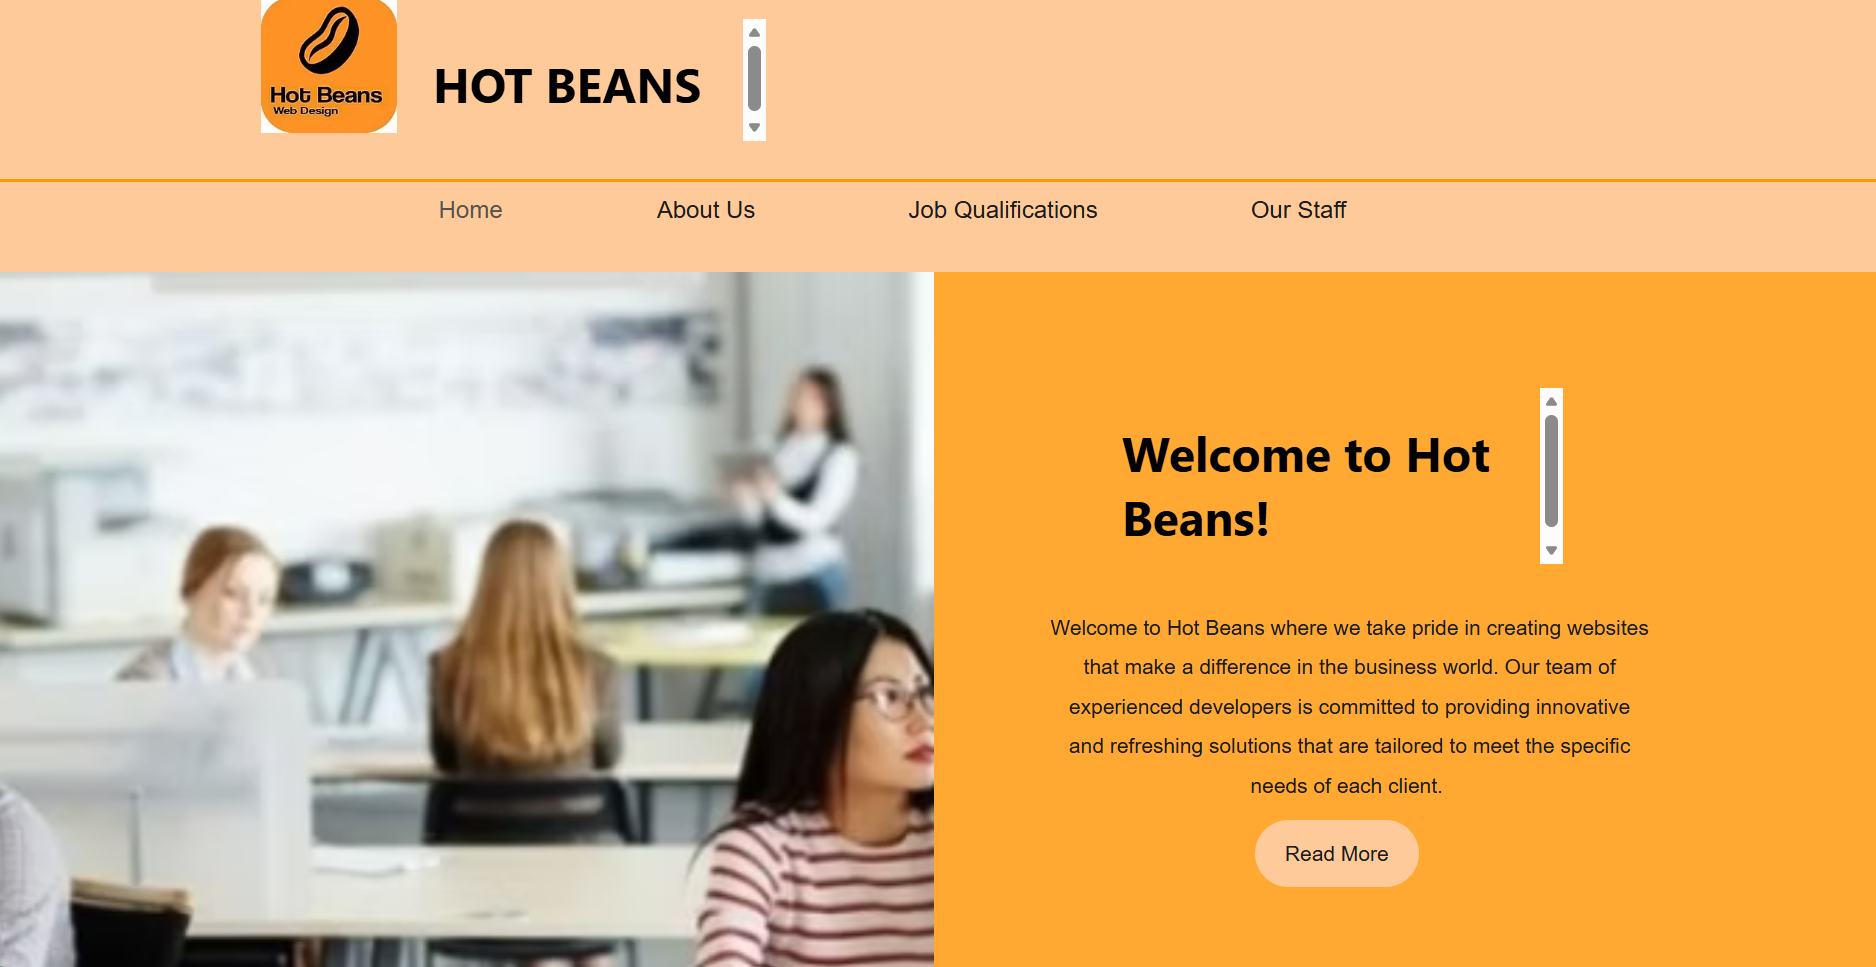 Hot Beans
Web Design
HOT BEANS
Home
About Us
Job Qualifications
Our Staff
Welcome to Hot
Beans!
Welcome to Hot Beans where we take pride in creating websites
that make a difference in the business world. Our team of
experienced developers is committed to providing innovative
and refreshing solutions that are tailored to meet the specific
needs of each client.
Read More